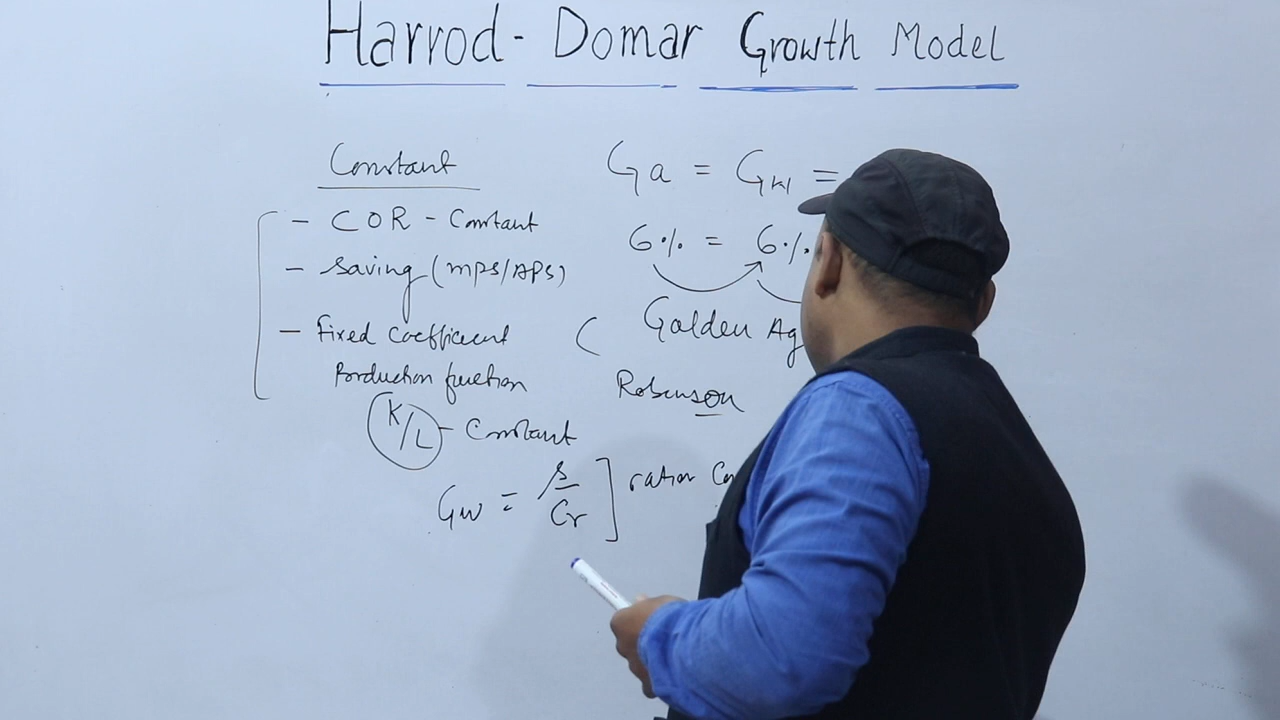 Harrod - Domar Growth Model
Constant
- COR - Constant
- Saving (MPS/APS)
- Fixed Coefficient
Production function
K/L - Constant
Gw = s/Cr ] ration
Ga = Gw =
6% = 6%
( Golden Ag
Robinson